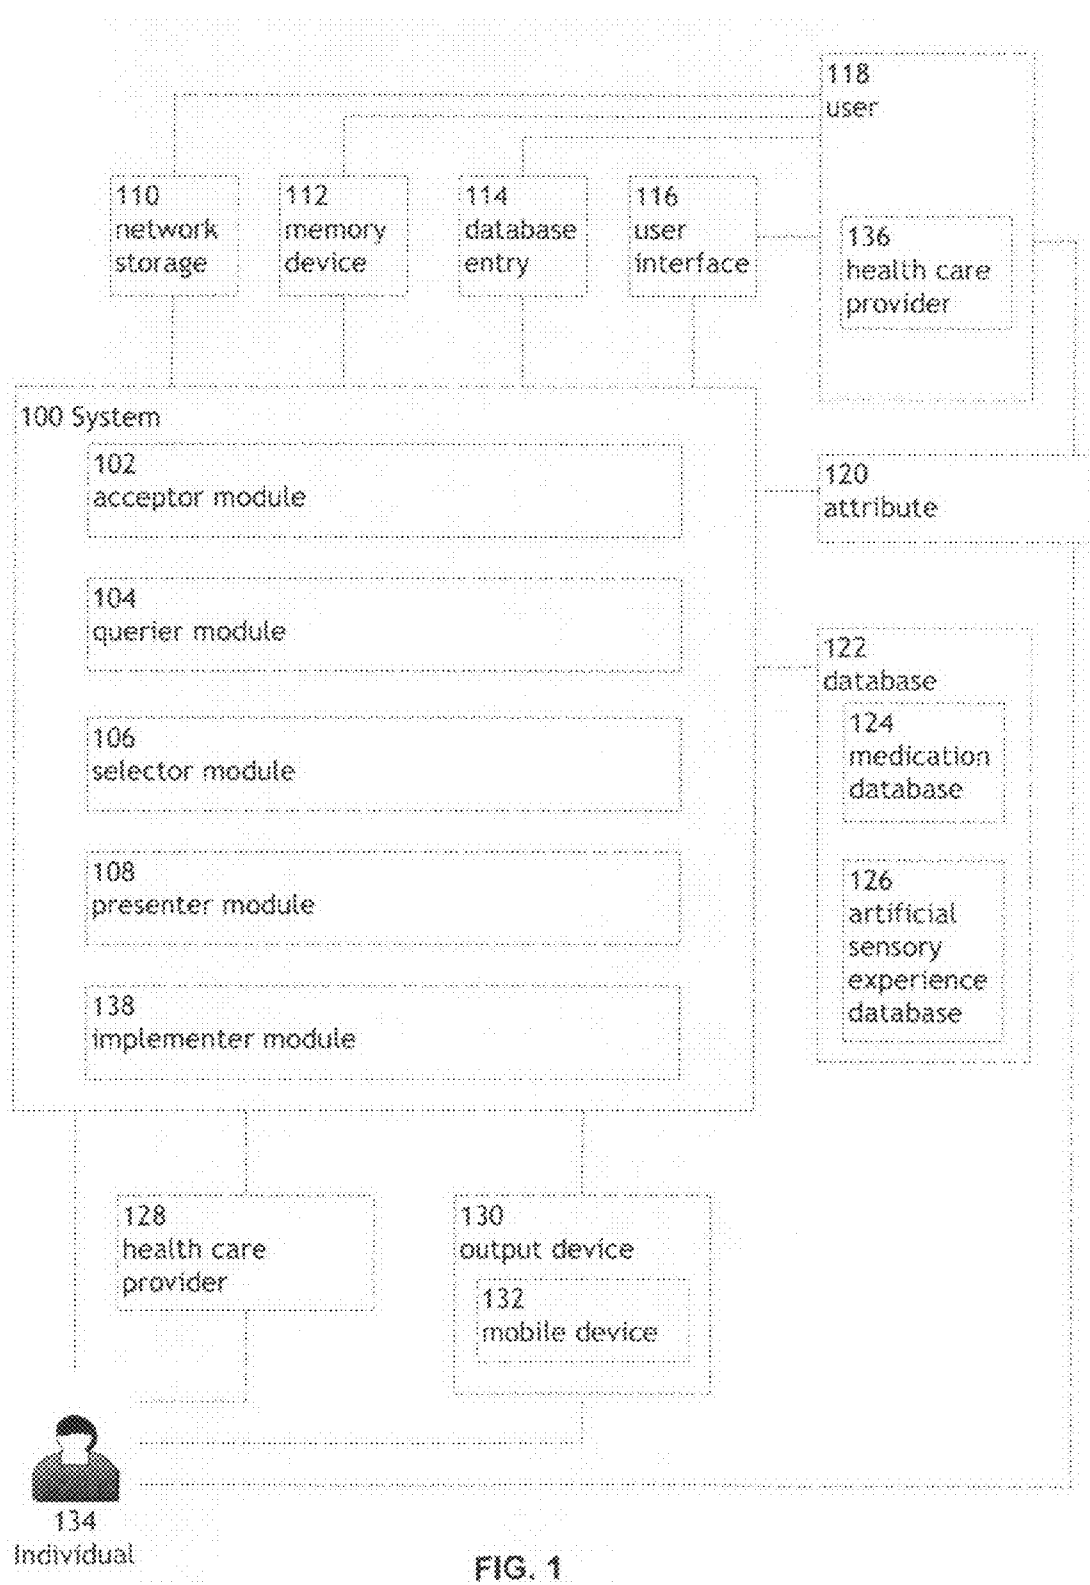 118
user
110
network
storage
112
memory
device
114
database
entry
116
user
interface
136
health care
provider
100 System
102
acceptor module
104
querier module
106
selector module
108
presenter module
138
implementer module
120
attribute
122
database
124
medication
database
126
artificial
sensory
experience
database
128
health care
provider
130
output device
132
mobile device
134
Individual
FIG. 1